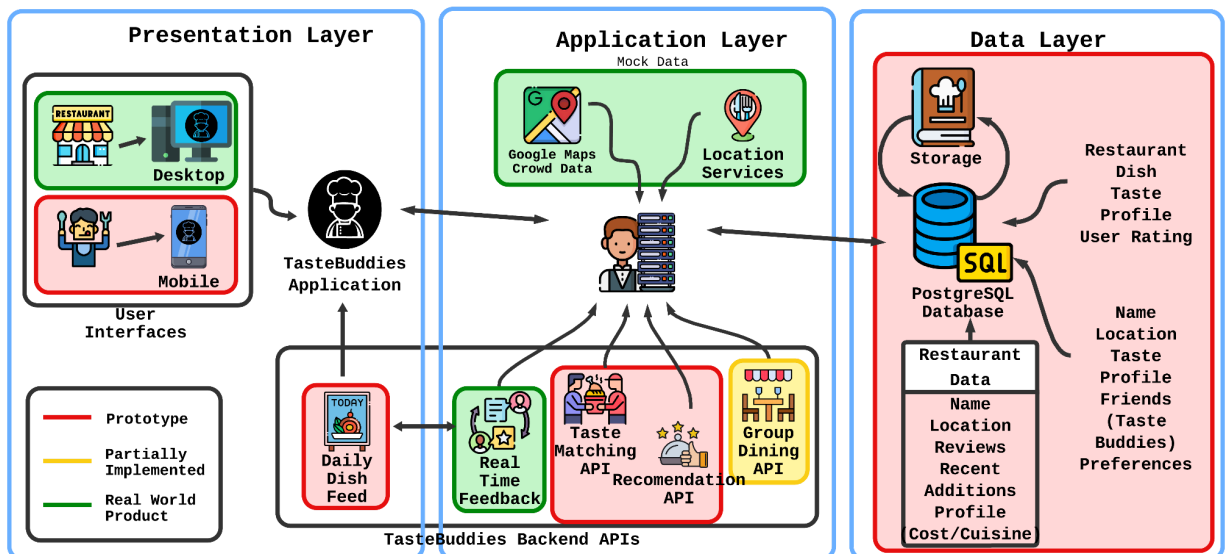 Presentation Layer
RESTAURANT
Desktop
Mobile
User
Interfaces
TasteBuddies
Application
Prototype
Partially
Implemented
Real World
Product
Application Layer
Mock Data
G
Google Maps
Crowd Data
Location
Services
TODAY
Daily
Dish
Feed
Real
Time
Feedback
Taste
Matching
API
Recomendation
API
Group
Dining
API
TasteBuddies Backend APIs
Data Layer
Storage
SQL
PostgreSQL
Database
Restaurant
Data
Name
Location
Reviews
Recent
Additions
Profile
(Cost/Cuisine)
Restaurant
Dish
Taste
Profile
User Rating
Name
Location
Taste
Profile
Friends
(Taste
Buddies)
Preferences